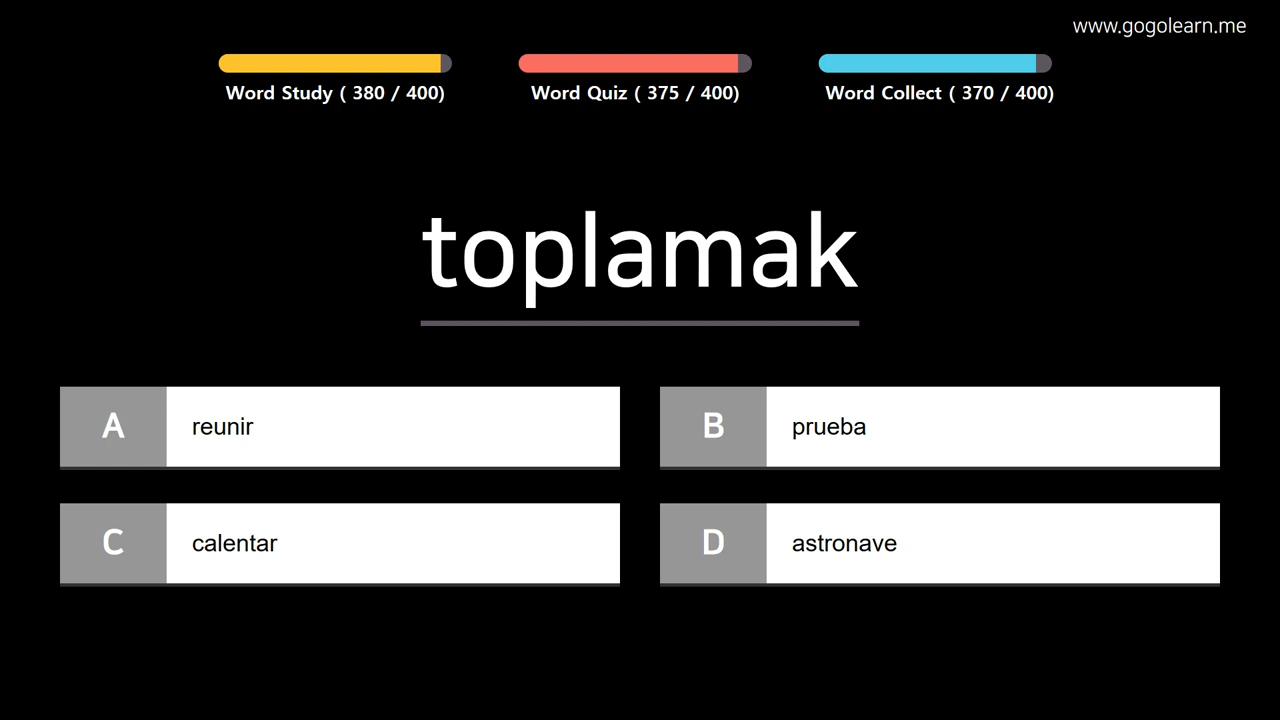 www.gogolearn.me
Word Study ( 380 / 400)
Word Quiz ( 375 / 400)
Word Collect ( 370 / 400)
toplamak
A reunir
B prueba
C calentar
D astronave